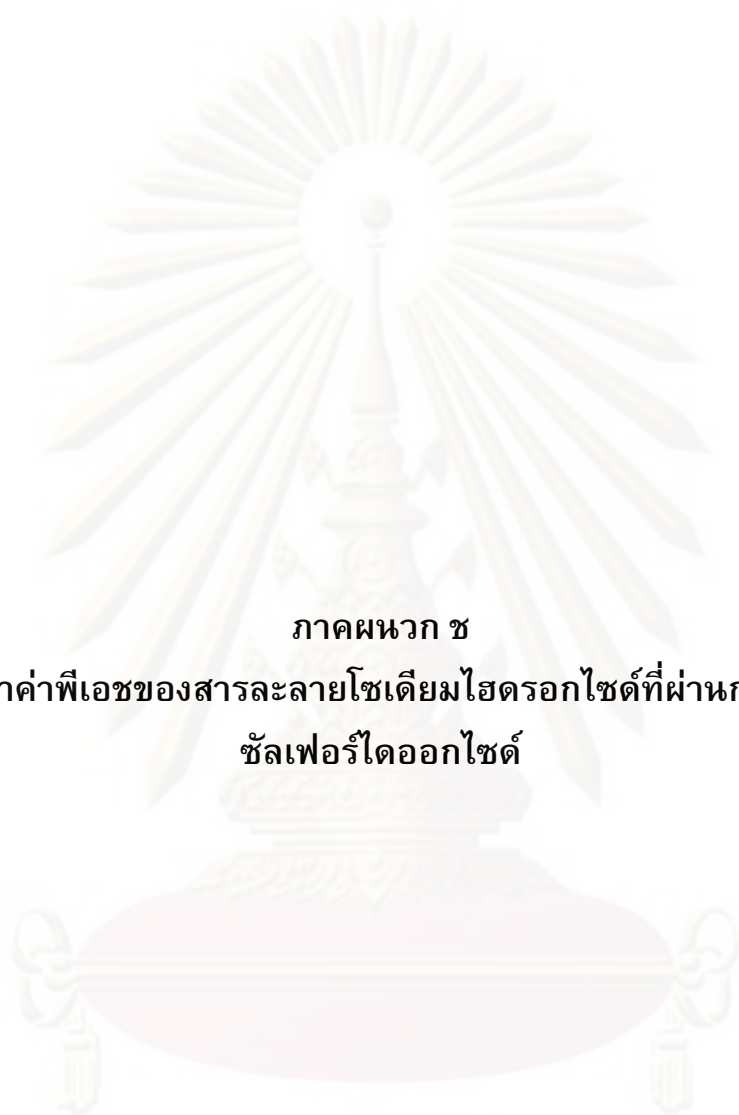 ภาคผนวก ช
าค่าพีเอชของสารละลายโซเดียมไฮดรอกไซด์ที่ผ่านก
ซัลเฟอร์ไดออกไซด์